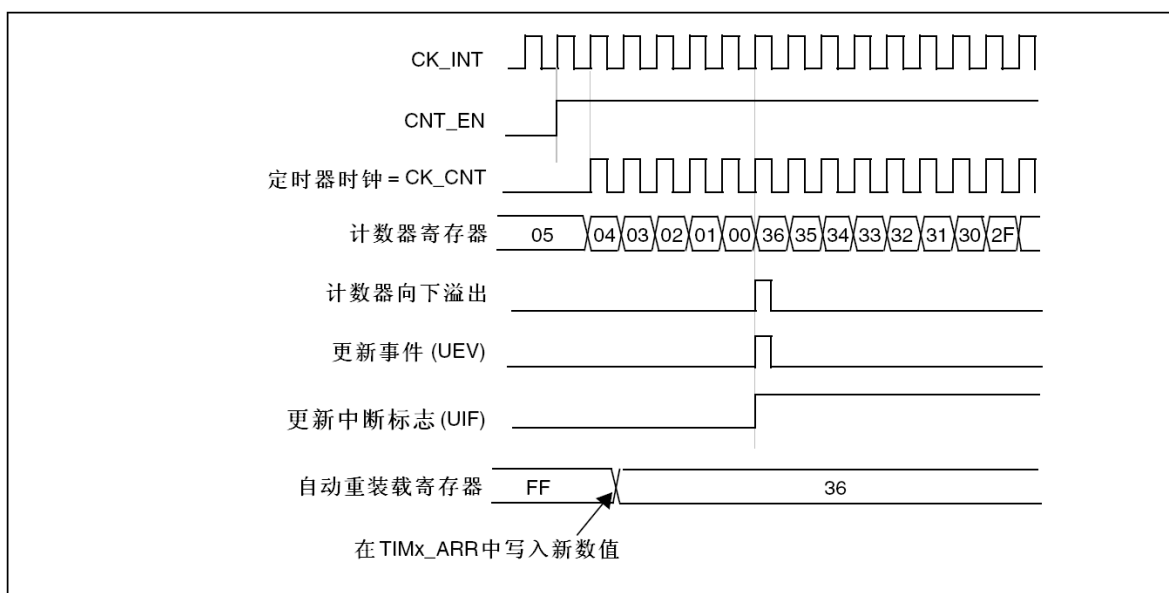 CK_INT
CNT_EN
定时器时钟 = CK_CNT
计数器寄存器 05 04 03 02 01 00 36 35 34 33 32 31 30 2F
计数器向下溢出
更新事件 (UEV)
更新中断标志 (UIF)
自动重装载寄存器 FF 36
在TIMx_ARR中写入新数值